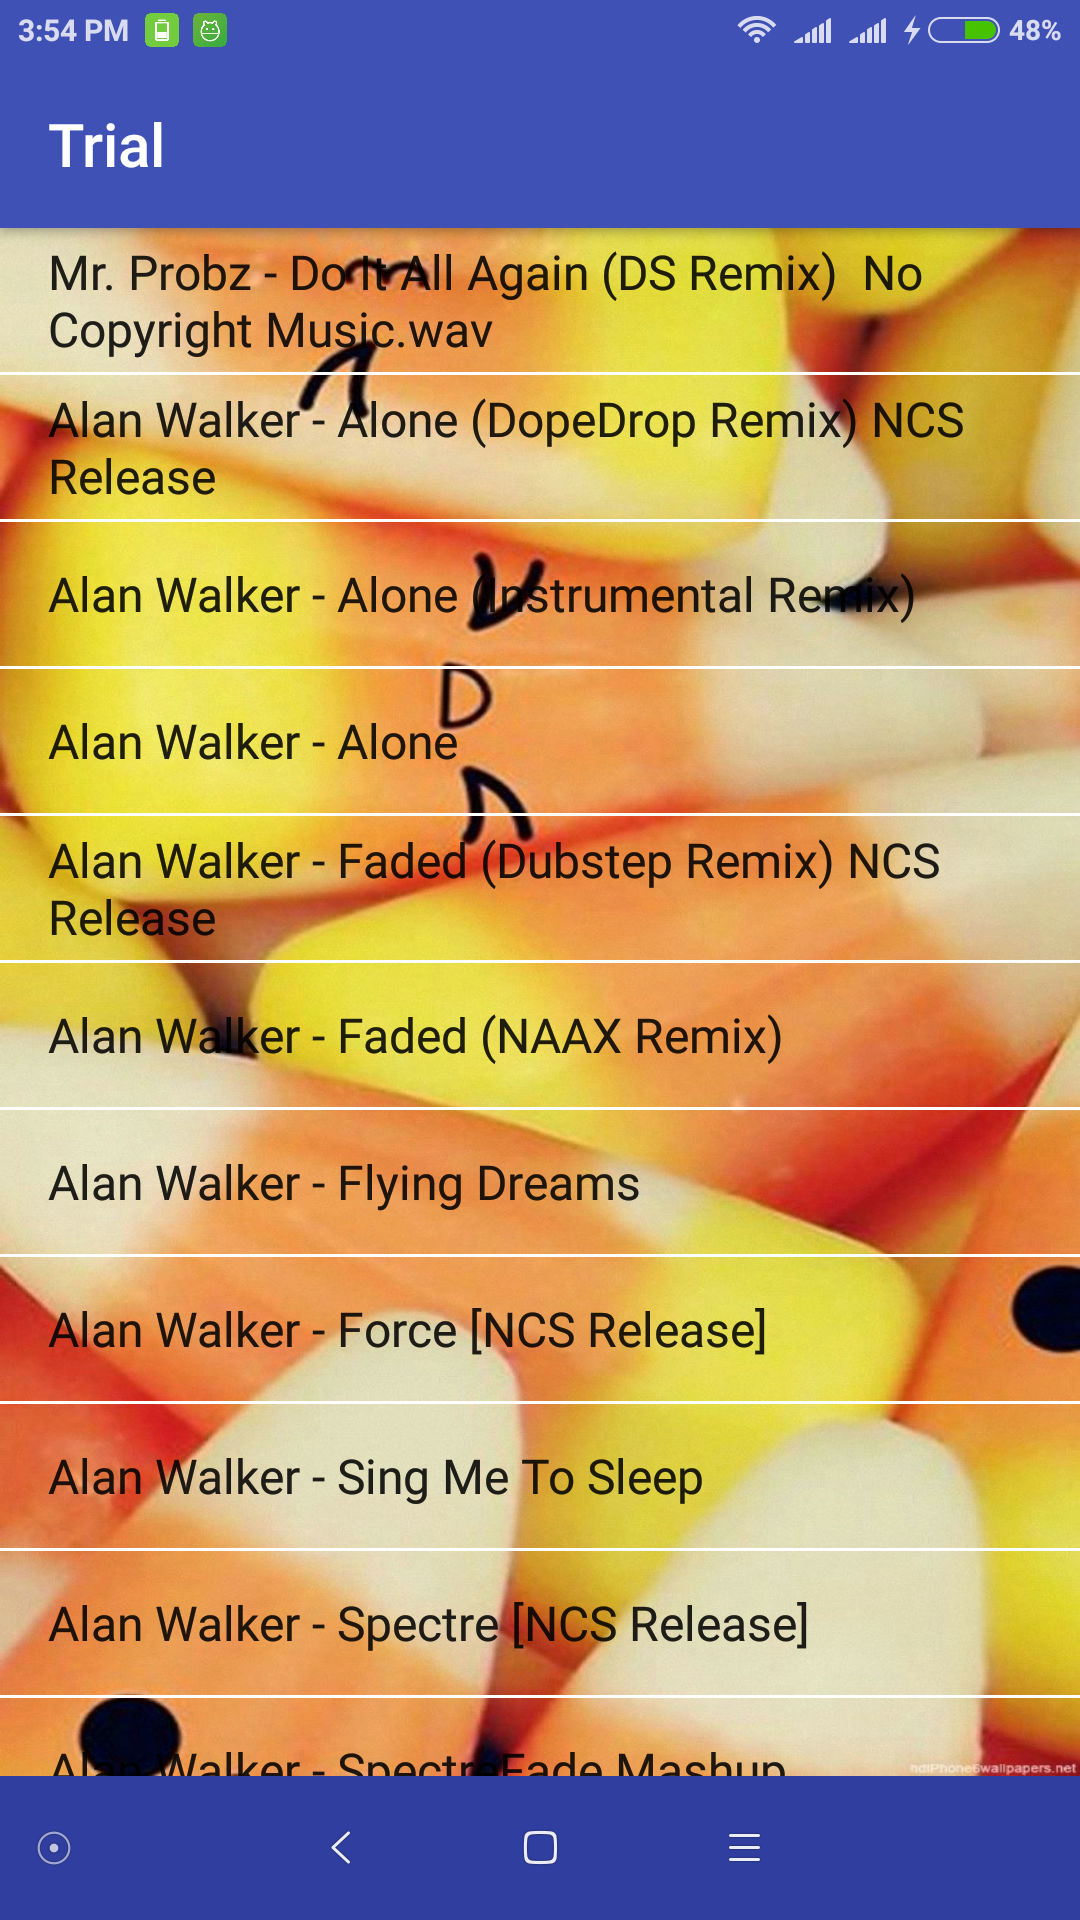 3:54 PM 48%
Trial
Mr. Probz - Do It All Again (DS Remix)  No
Copyright Music.wav
Alan Walker - Alone (DopeDrop Remix) NCS
Release
Alan Walker - Alone (Instrumental Remix)
D
Alan Walker - Alone
Alan Walker - Faded (Dubstep Remix) NCS
Release
Alan Walker - Faded (NAAX Remix)
Alan Walker - Flying Dreams
Alan Walker - Force [NCS Release]
Alan Walker - Sing Me To Sleep
Alan Walker - Spectre [NCS Release]
Alan Walker - SpectreFade Mashup
hdiPhone6wallpapers.net